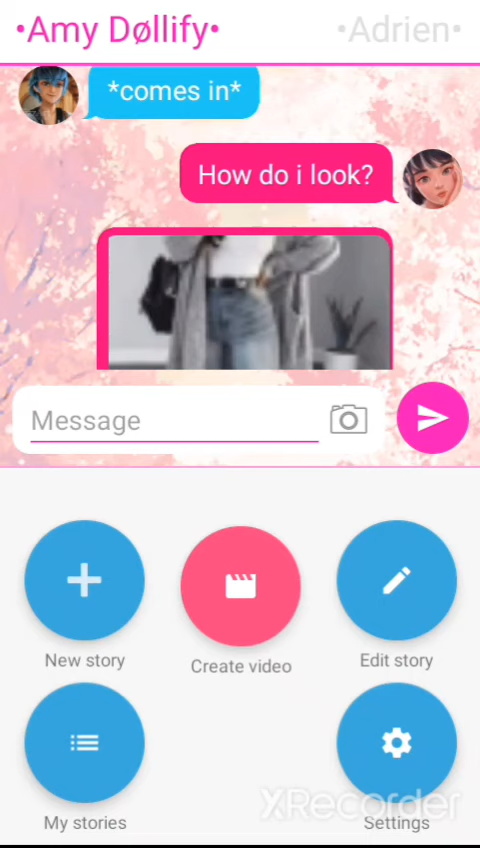 •Amy Døllify•
•Adrien•
*comes in*
How do i look?
Message
New story
Create video
Edit story
My stories
Settings
XRecorder